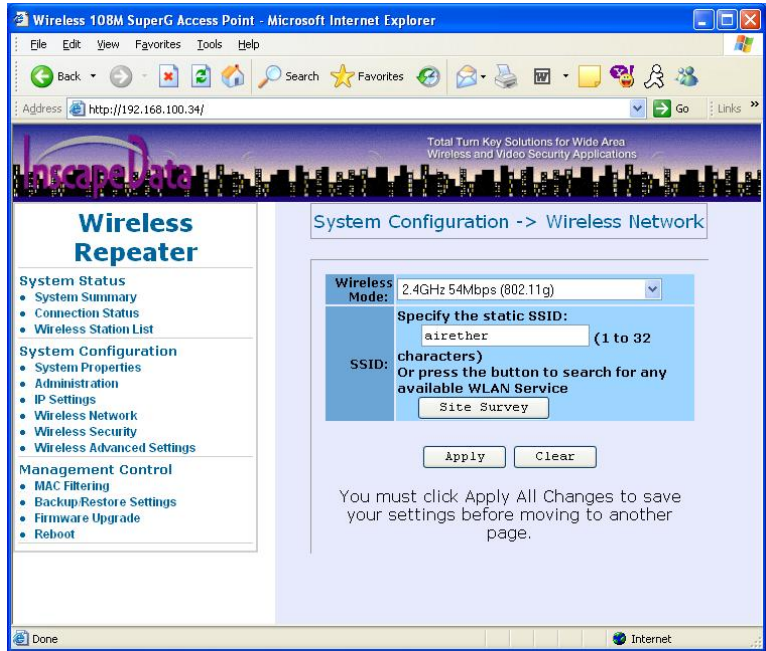 Wireless 108M SuperG Access Point - Microsoft Internet Explorer
File Edit View Favorites Tools Help
Back Search Favorites
Address http://192.168.100.34/ Go Links »
InscapeData
Total Turn Key Solutions for Wide Area
Wireless and Video Security Applications
Wireless
Repeater
System Status
• System Summary
• Connection Status
• Wireless Station List
System Configuration
• System Properties
• Administration
• IP Settings
• Wireless Network
• Wireless Security
• Wireless Advanced Settings
Management Control
• MAC Filtering
• Backup/Restore Settings
• Firmware Upgrade
• Reboot
System Configuration -> Wireless Network
Wireless
Mode:
2.4GHz 54Mbps (802.11g)
SSID:
Specify the static SSID:
airether (1 to 32
characters)
Or press the button to search for any
available WLAN Service
Site Survey
Apply Clear
You must click Apply All Changes to save
your settings before moving to another
page.
Done Internet